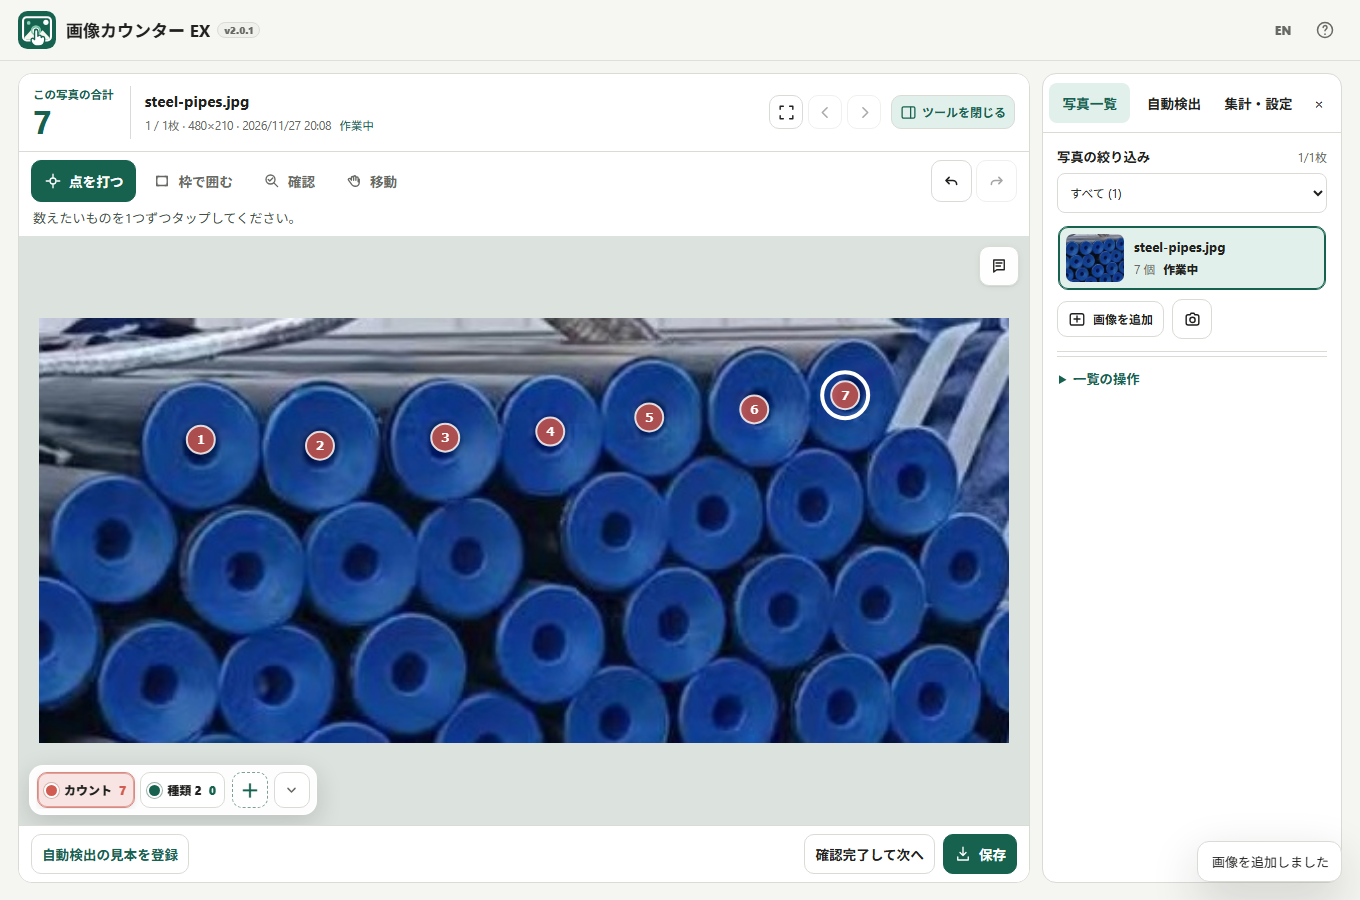 画像カウンター EX v2.0.1
EN
この写真の合計
7
steel-pipes.jpg
1 / 1枚 · 480×210 · 2026/11/27 20:08 作業中
ツールを閉じる
点を打つ 枠で囲む 確認 移動
数えたいものを1つずつタップしてください。
1 2 3 4 5 6 7
カウント 7 種類 2 0
自動検出の見本を登録
確認完了して次へ
保存
写真一覧 自動検出 集計・設定 ×
写真の絞り込み 1/1枚
すべて (1)
steel-pipes.jpg
7 個 作業中
画像を追加
一覧の操作
画像を追加しました